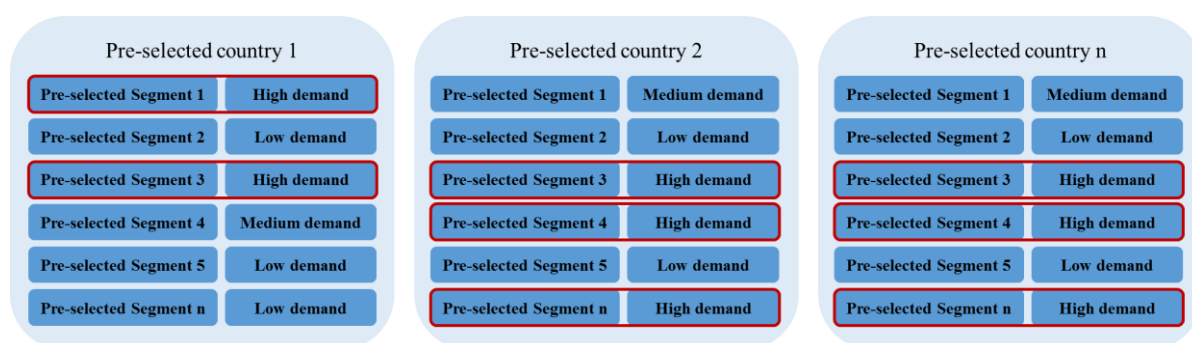 Pre-selected country 1
Pre-selected Segment 1 High demand
Pre-selected Segment 2 Low demand
Pre-selected Segment 3 High demand
Pre-selected Segment 4 Medium demand
Pre-selected Segment 5 Low demand
Pre-selected Segment n Low demand
Pre-selected country 2
Pre-selected Segment 1 Medium demand
Pre-selected Segment 2 Low demand
Pre-selected Segment 3 High demand
Pre-selected Segment 4 High demand
Pre-selected Segment 5 Low demand
Pre-selected Segment n High demand
Pre-selected country n
Pre-selected Segment 1 Medium demand
Pre-selected Segment 2 Low demand
Pre-selected Segment 3 High demand
Pre-selected Segment 4 High demand
Pre-selected Segment 5 Low demand
Pre-selected Segment n High demand